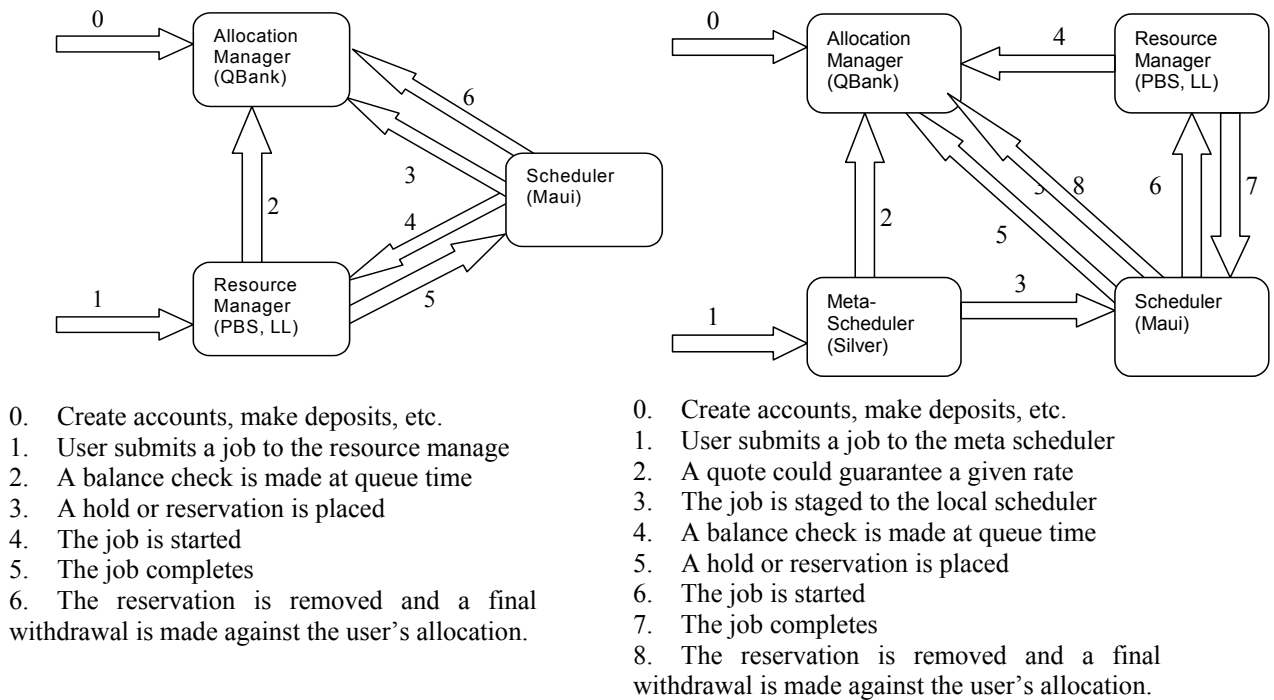 0
Allocation
Manager
(QBank)
6
3
Scheduler
(Maui)
2
4
Resource
Manager
(PBS, LL)
1
5
0. Create accounts, make deposits, etc.
1. User submits a job to the resource manage
2. A balance check is made at queue time
3. A hold or reservation is placed
4. The job is started
5. The job completes
6. The reservation is removed and a final
withdrawal is made against the user's allocation.
0
Allocation
Manager
(QBank)
4
Resource
Manager
(PBS, LL)
8
6
7
2
5
3
Meta-
Scheduler
(Silver)
1
Scheduler
(Maui)
0. Create accounts, make deposits, etc.
1. User submits a job to the meta scheduler
2. A quote could guarantee a given rate
3. The job is staged to the local scheduler
4. A balance check is made at queue time
5. A hold or reservation is placed
6. The job is started
7. The job completes
8. The reservation is removed and a final
withdrawal is made against the user's allocation.